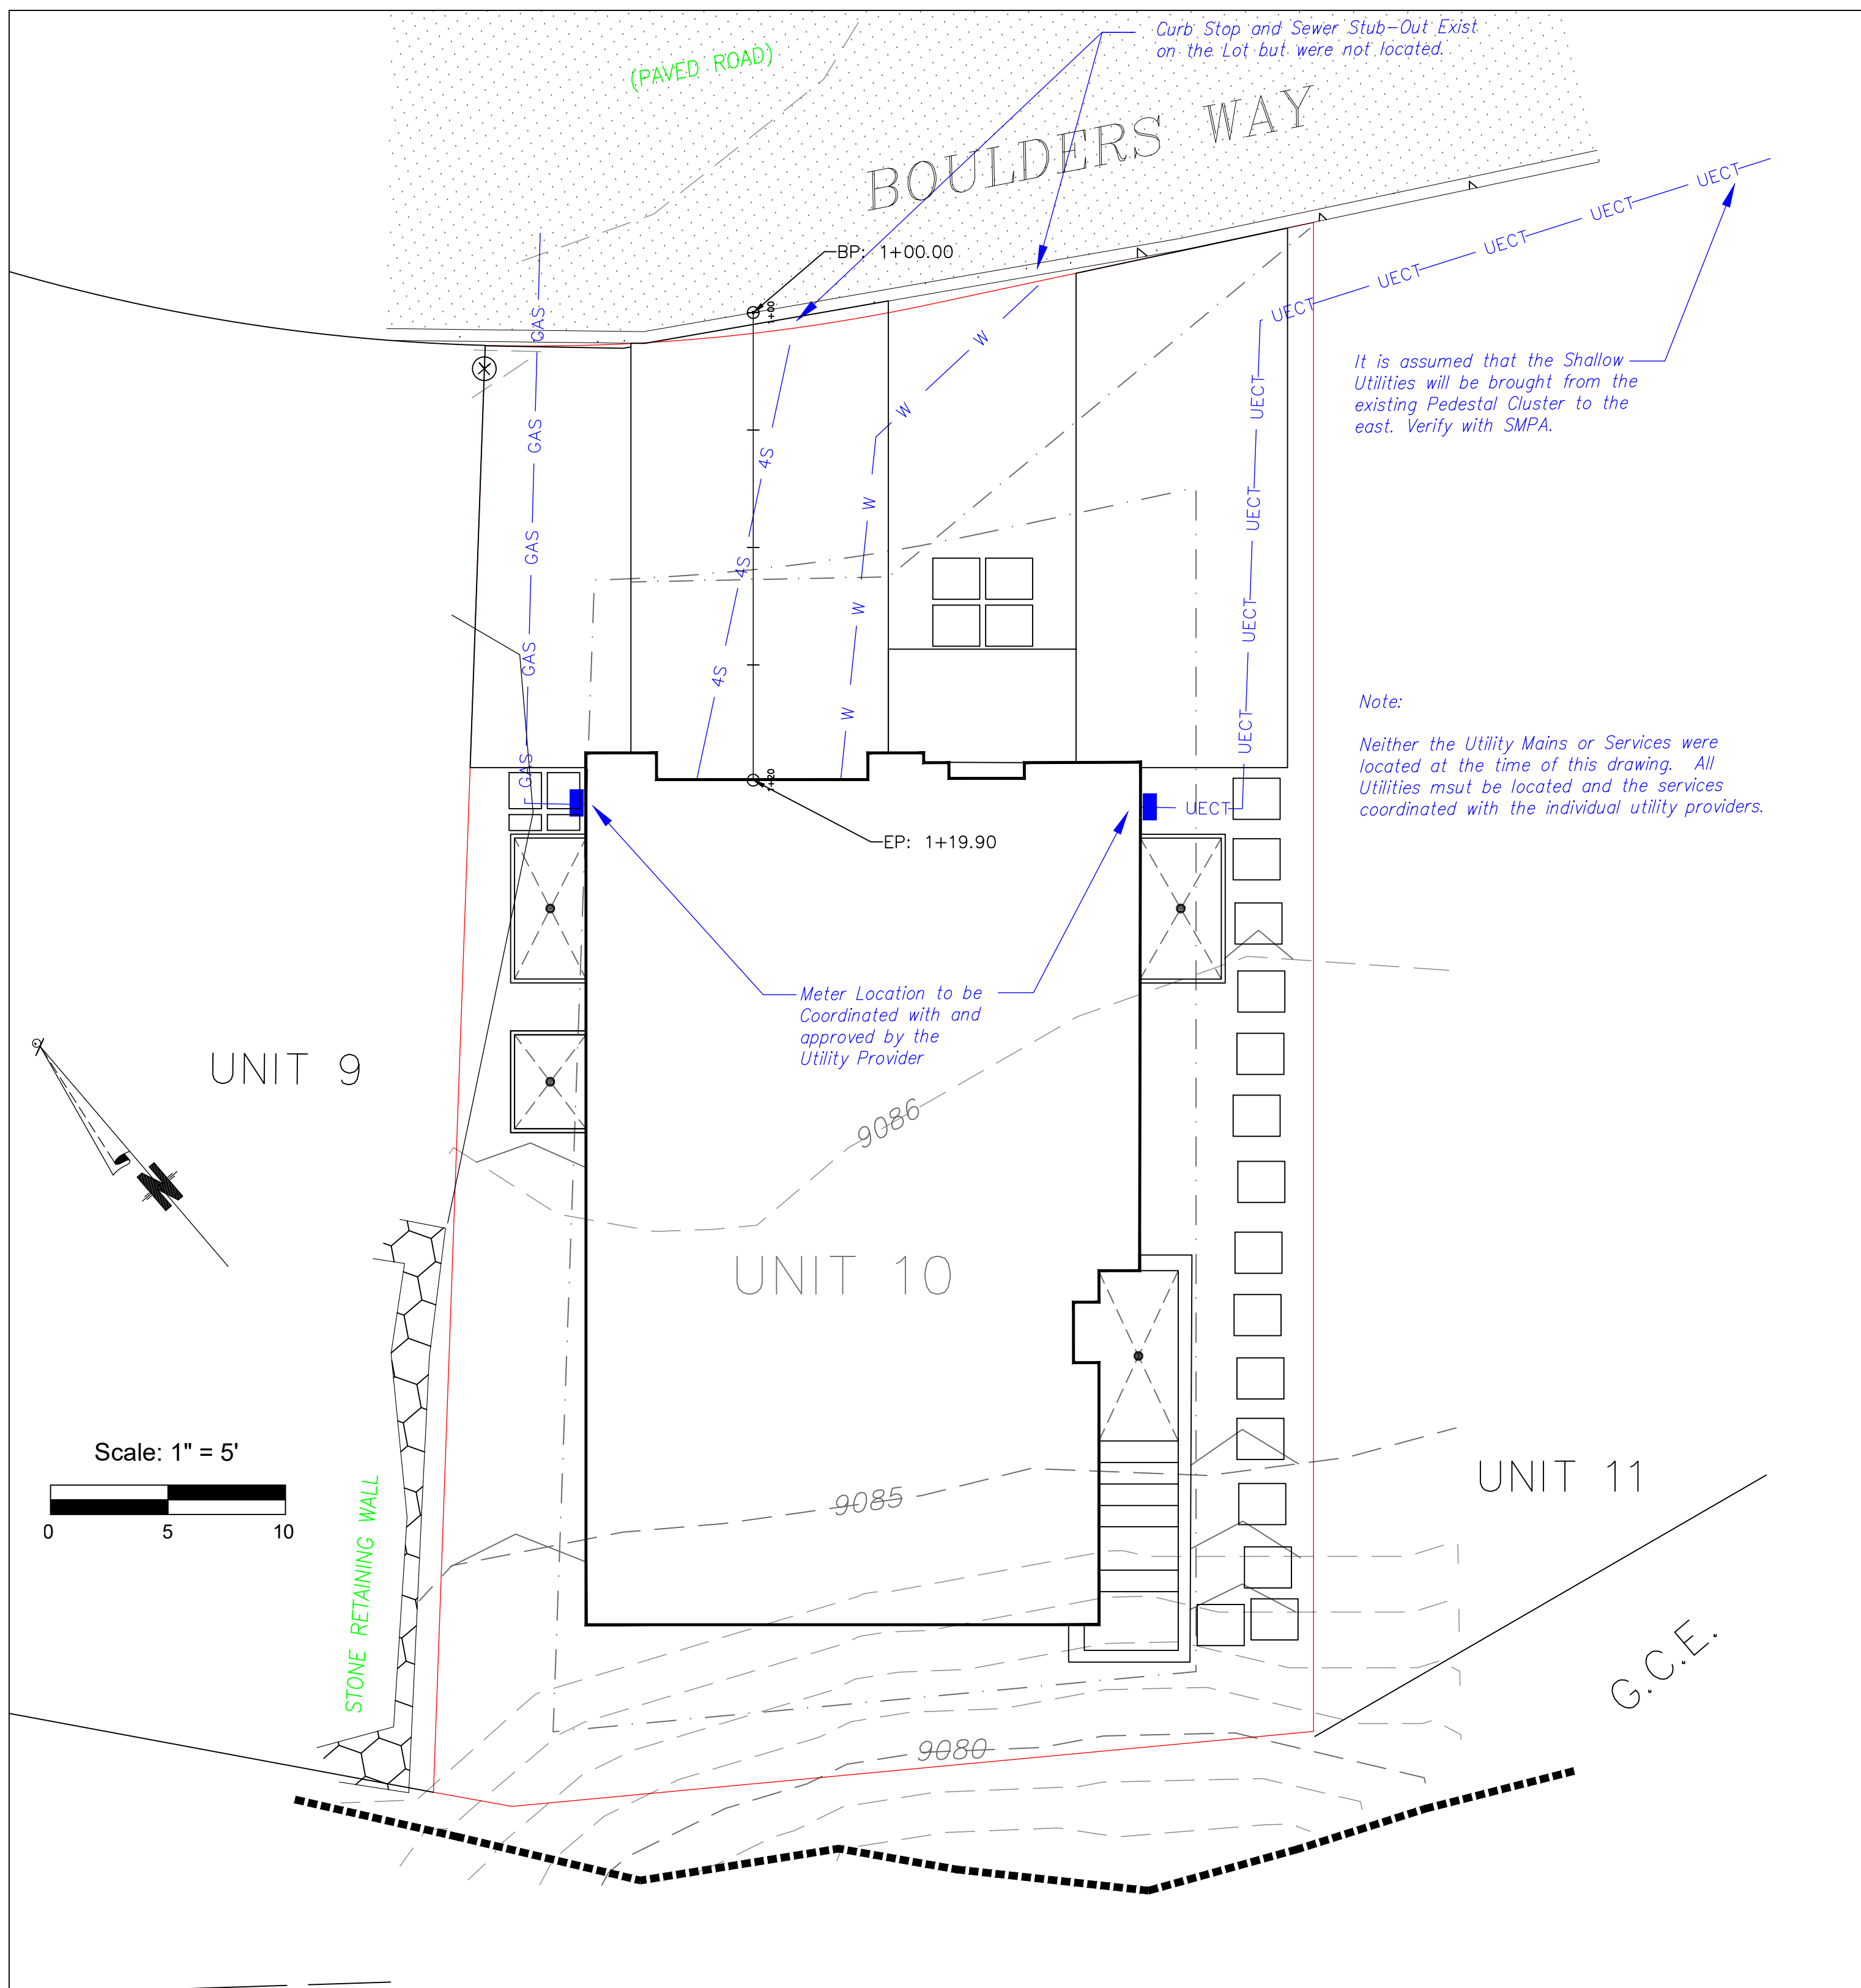 Curb Stop and Sewer Stub-Out Exist
on the Lot but were not located.
(PAVED ROAD)
BOULDERS WAY
UECT
UECT
UECT
UECT
UECT
BP: 1+00.00
1+00
GAS
It is assumed that the Shallow
Utilities will be brought from the
existing Pedestal Cluster to the
east. Verify with SMPA.
W
W
UECT
GAS
4S
W
UECT
GAS
4S
W
UECT
GAS
4S
W
UECT
Note:
Neither the Utility Mains or Services were
located at the time of this drawing. All
Utilities msut be located and the services
coordinated with the individual utility providers.
GAS
1+20
UECT
EP: 1+19.90
Meter Location to be
Coordinated with and
approved by the
Utility Provider
UNIT 9
N
9086
UNIT 10
Scale: 1" = 5'
0 5 10
9085
UNIT 11
STONE RETAINING WALL
G.C.E.
9080